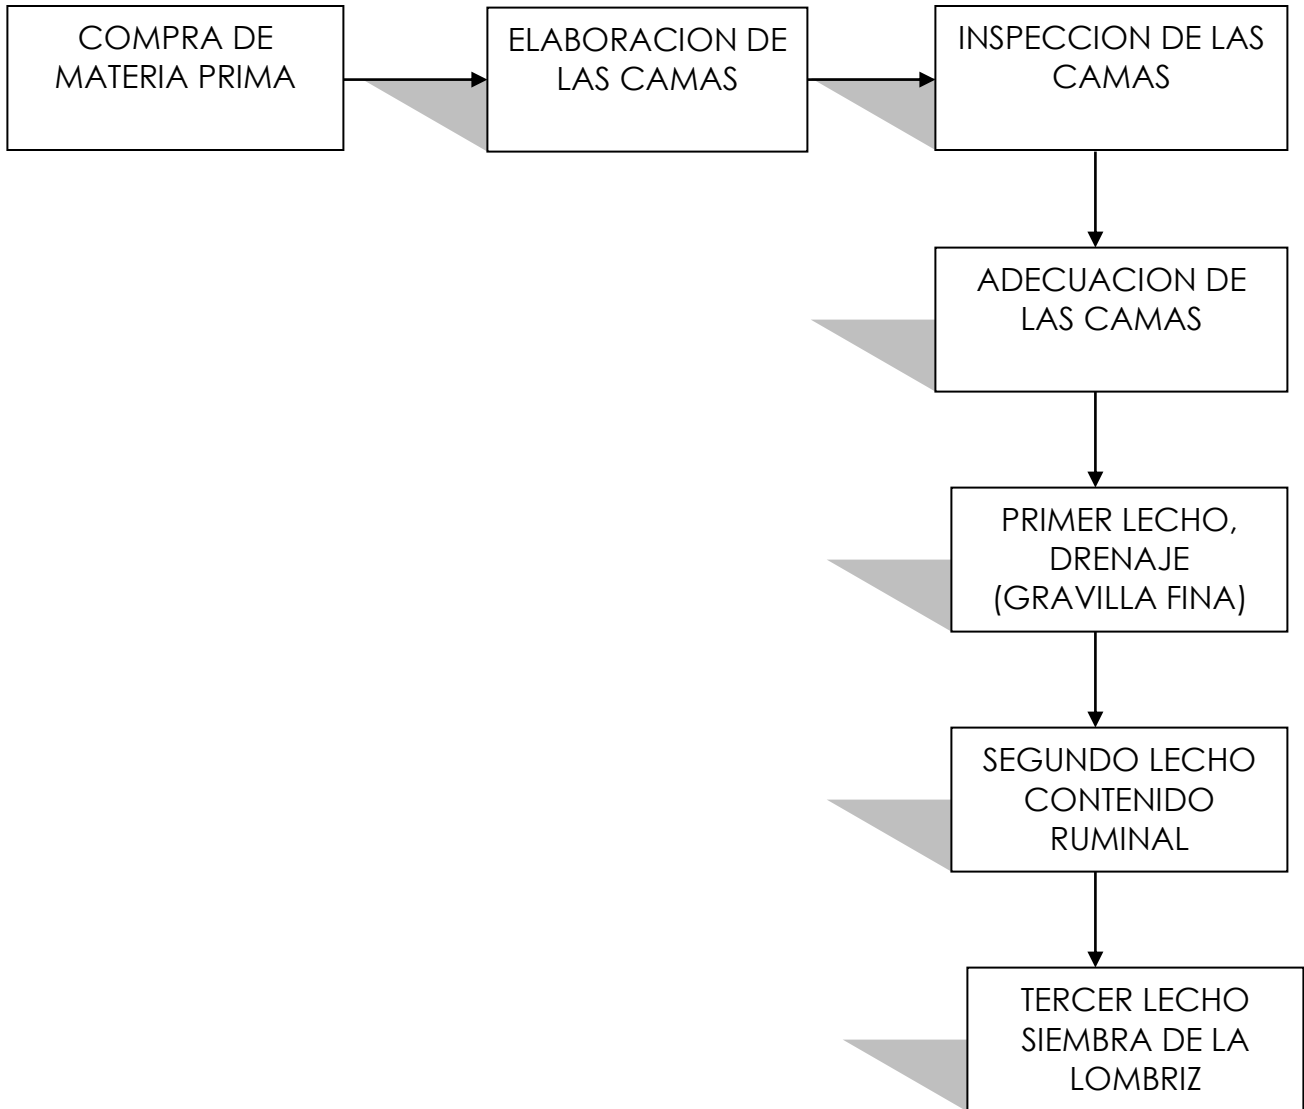 COMPRA DE
MATERIA PRIMA
ELABORACION DE
LAS CAMAS
INSPECCION DE LAS
CAMAS
ADECUACION DE
LAS CAMAS
PRIMER LECHO,
DRENAJE
(GRAVILLA FINA)
SEGUNDO LECHO
CONTENIDO
RUMINAL
TERCER LECHO
SIEMBRA DE LA
LOMBRIZ